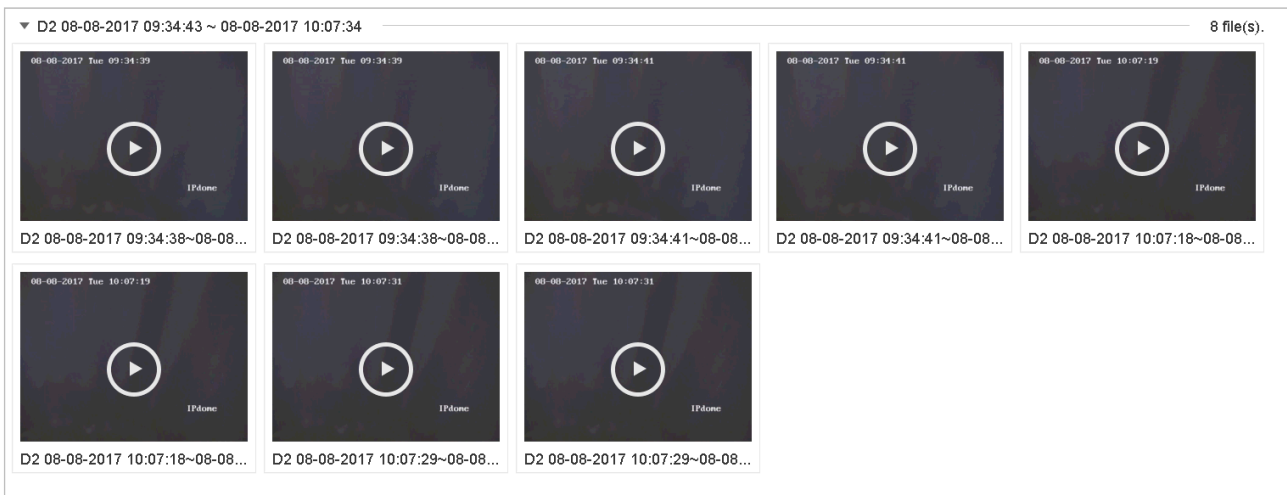 D2 08-08-2017 09:34:43 ~ 08-08-2017 10:07:34
8 file(s).
08-08-2017 Tue 09:34:39
IPdome
D2 08-08-2017 09:34:38~08-08...
08-08-2017 Tue 09:34:39
IPdome
D2 08-08-2017 09:34:38~08-08...
08-08-2017 Tue 09:34:41
IPdome
D2 08-08-2017 09:34:41~08-08...
08-08-2017 Tue 09:34:41
IPdome
D2 08-08-2017 09:34:41~08-08...
08-08-2017 Tue 10:07:19
IPdome
D2 08-08-2017 10:07:18~08-08...
08-08-2017 Tue 10:07:19
IPdome
D2 08-08-2017 10:07:18~08-08...
08-08-2017 Tue 10:07:31
IPdome
D2 08-08-2017 10:07:29~08-08...
08-08-2017 Tue 10:07:31
IPdome
D2 08-08-2017 10:07:29~08-08...